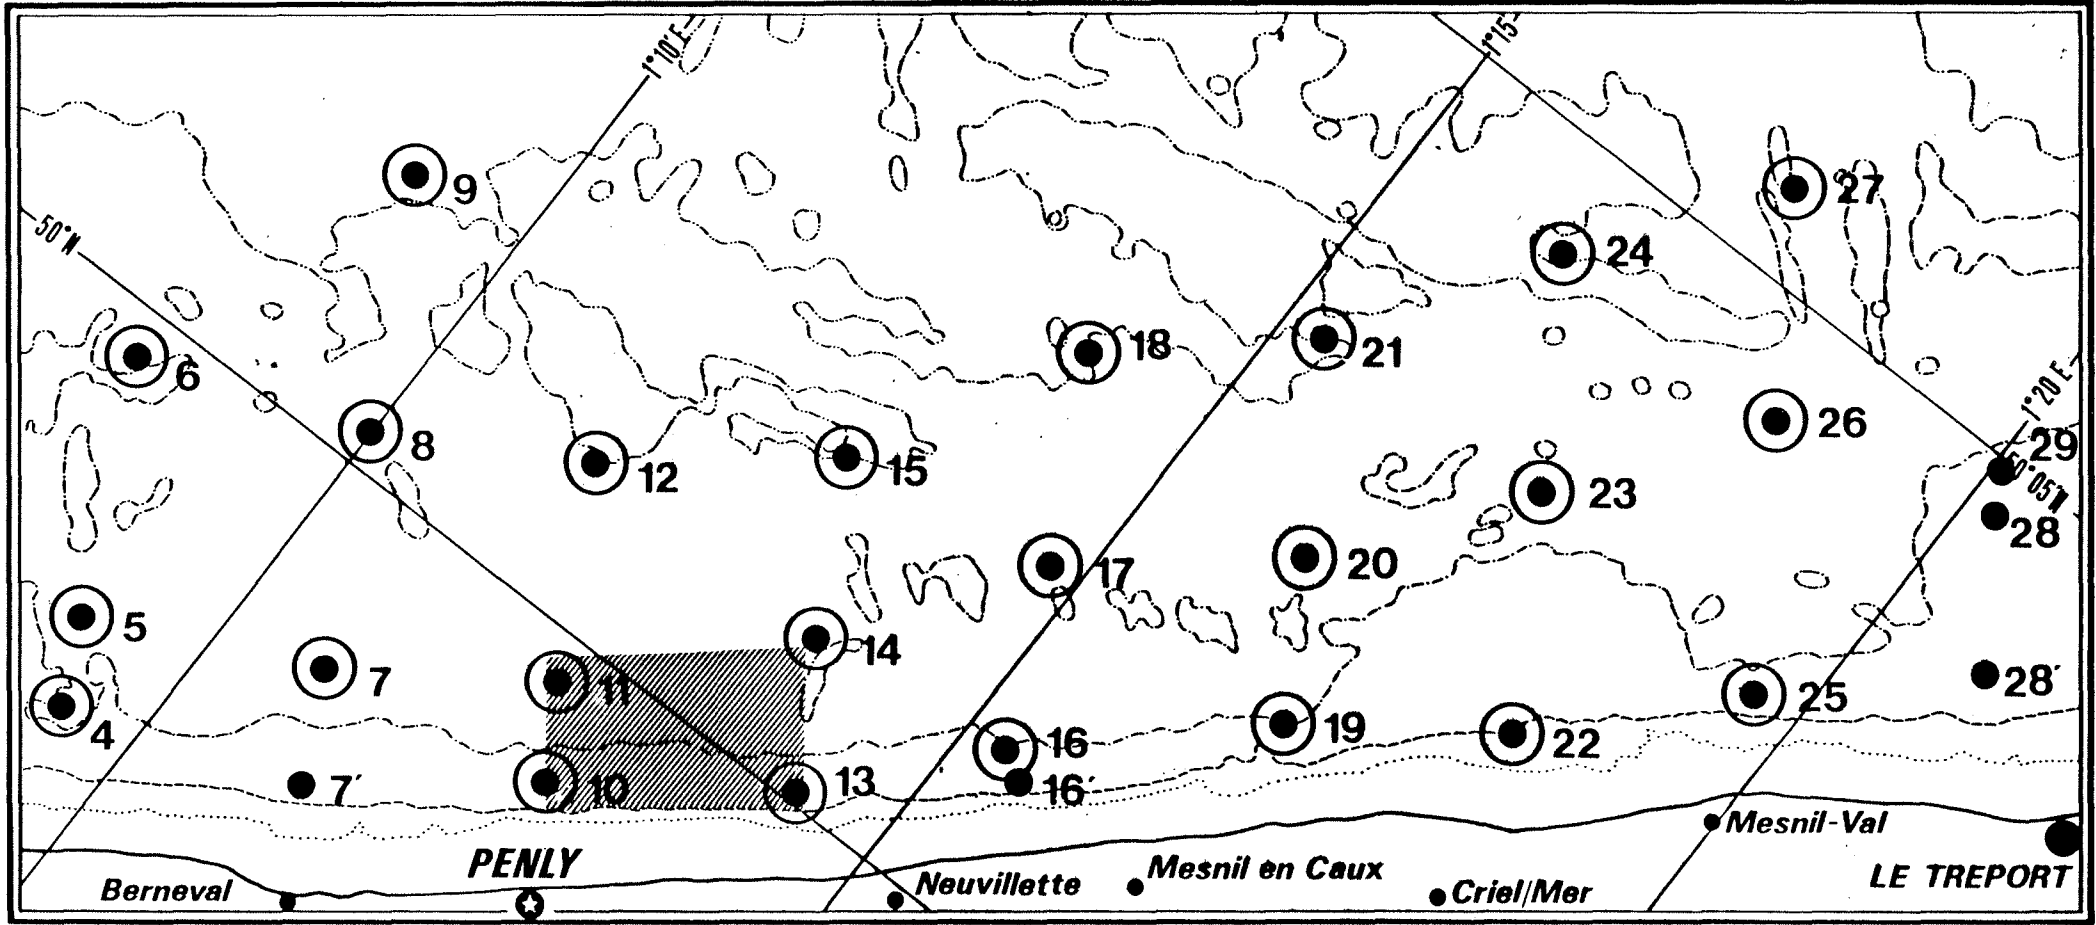 1°10′E
1°15
9
27
50°N
24
18
21
6
1°20 E
8
26
12
15
29
23
50°05′N
28
20
17
5
14
7
11
28′
25
4
16
19
22
7′
10
13
16′
Mesnil-Val
PENLY
Mesnil en Caux
LE TREPORT
Berneval
Neuvillette
Criel/Mer